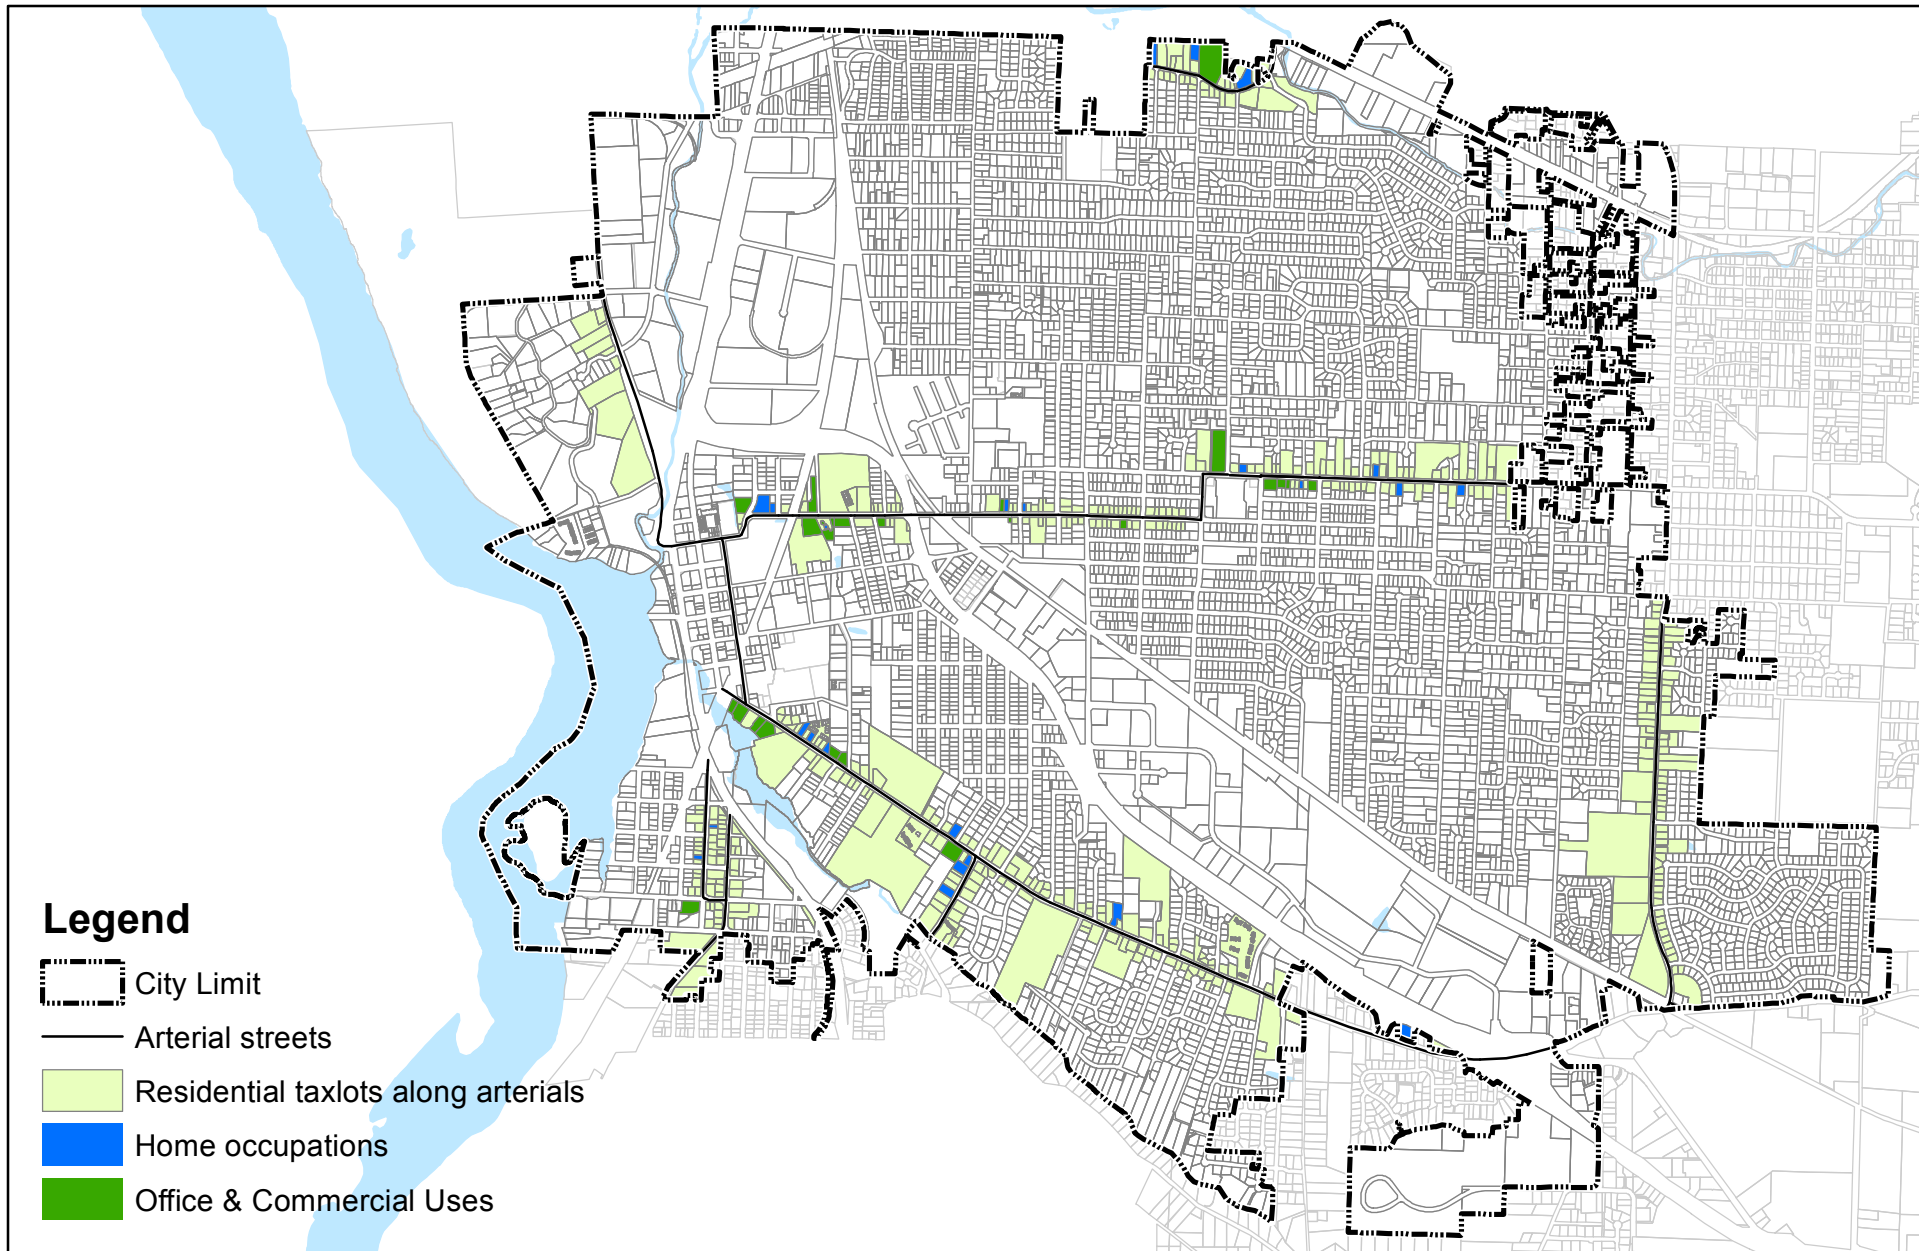 Legend
City Limit
Arterial streets
Residential taxlots along arterials
Home occupations
Office & Commercial Uses